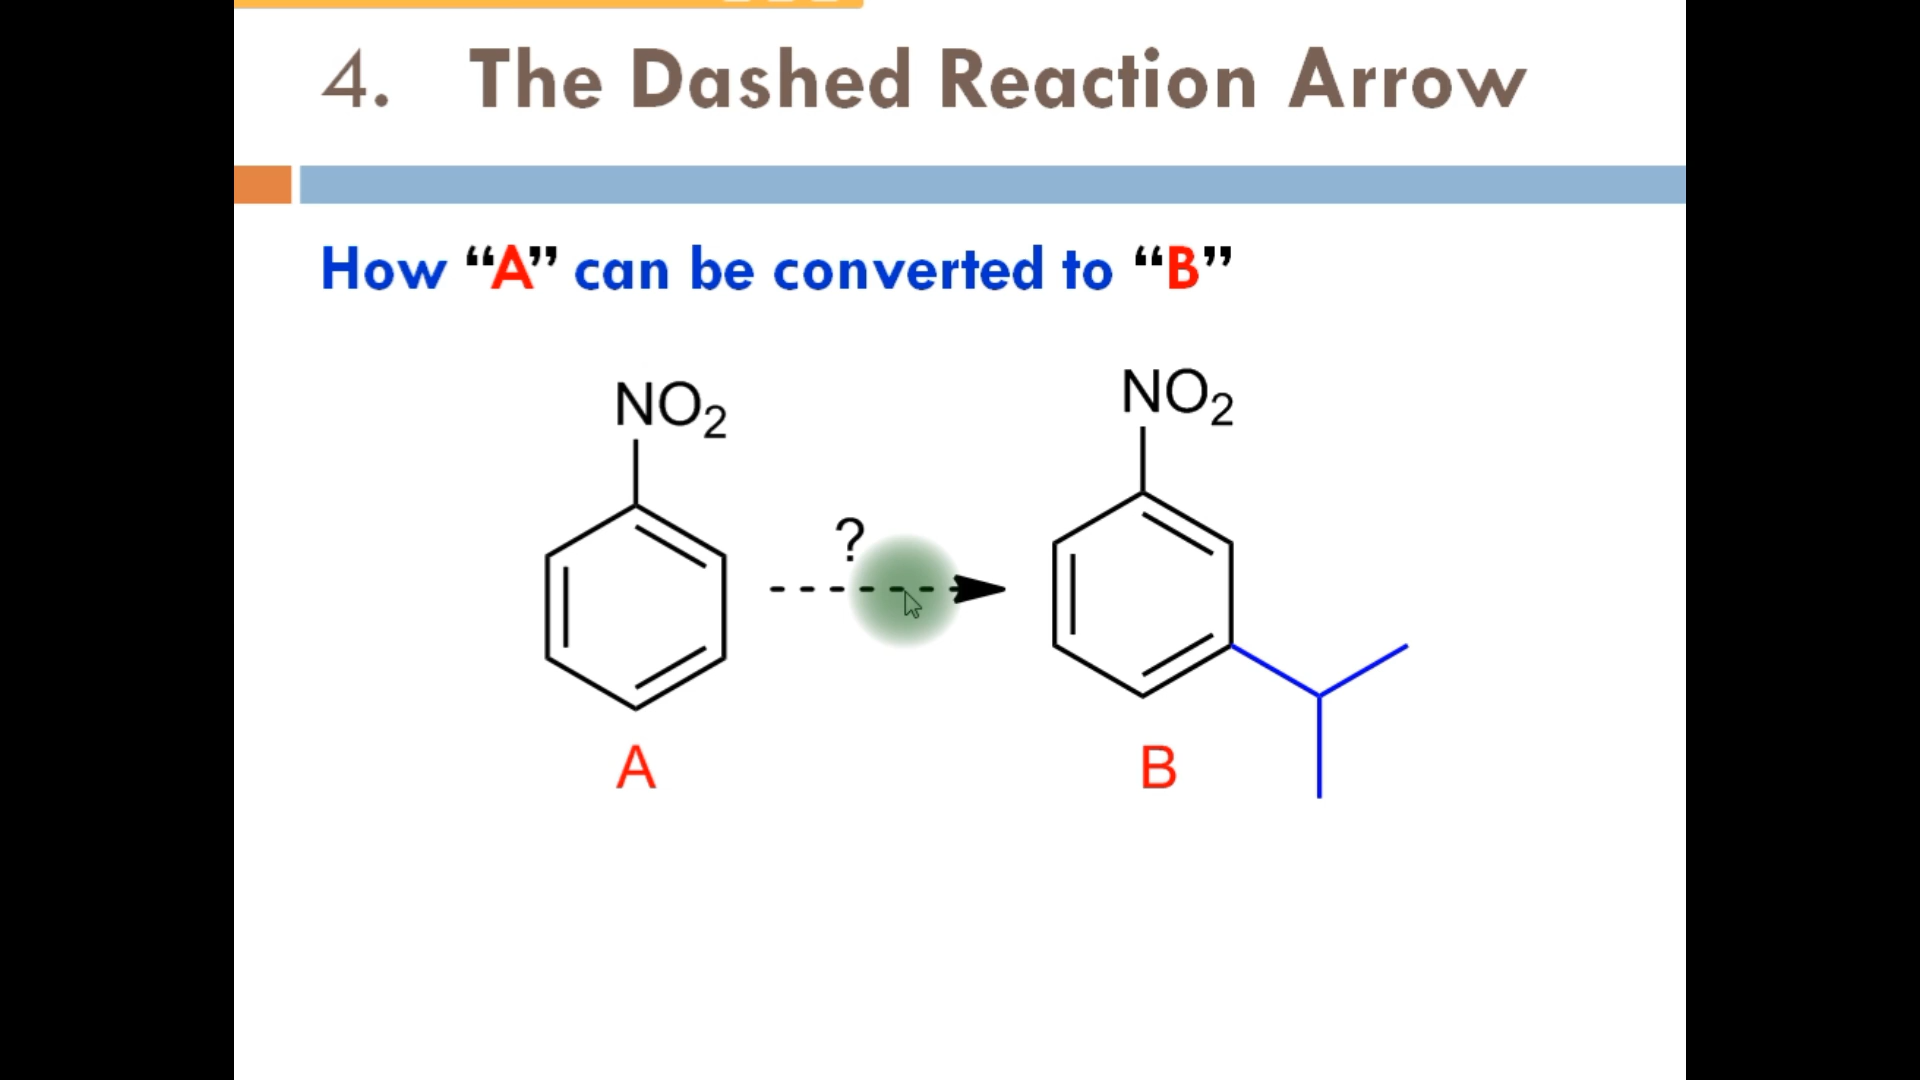 4. The Dashed Reaction Arrow
How “A” can be converted to “B”
NO2
NO2
?
A
B